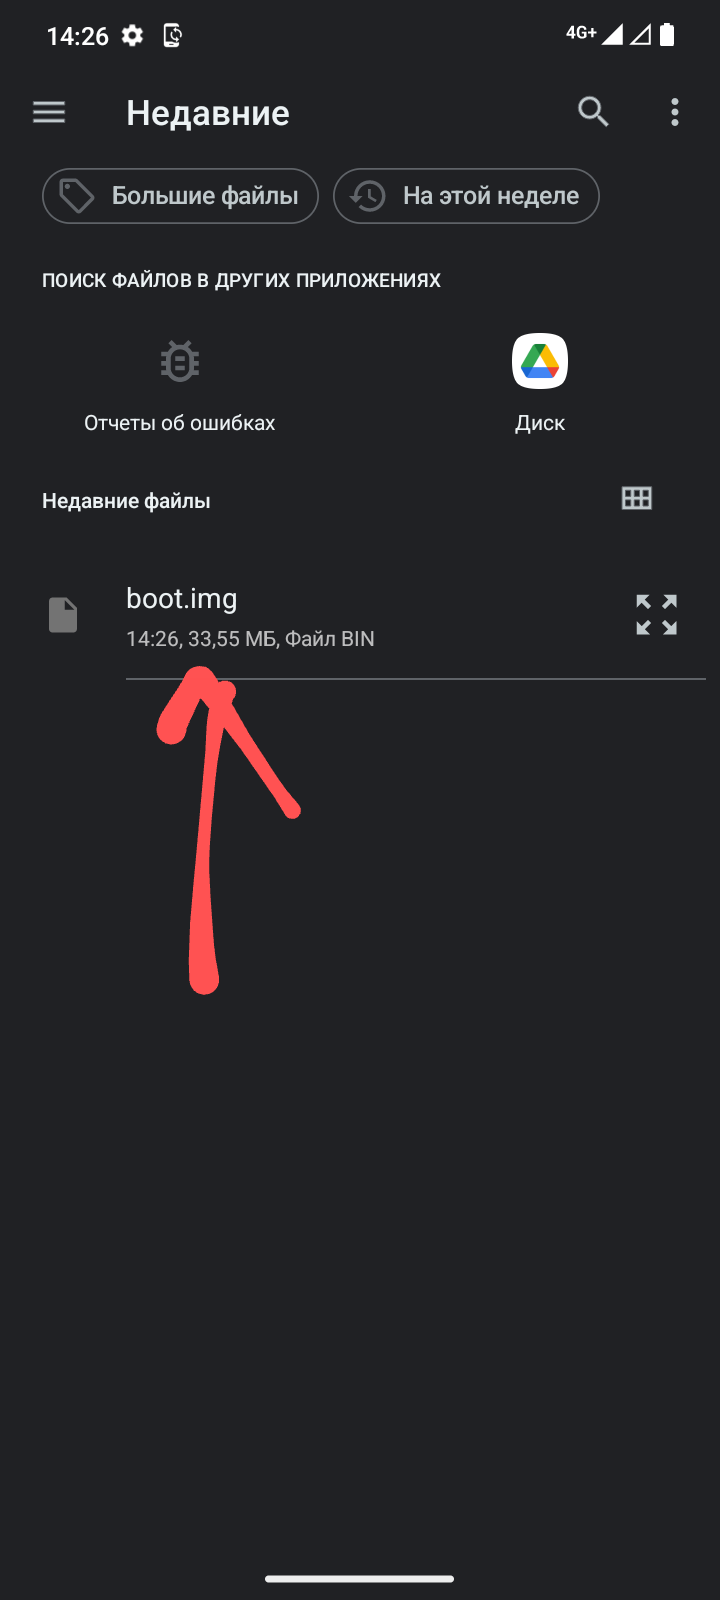 14:26
4G+
Недавние
Большие файлы
На этой неделе
ПОИСК ФАЙЛОВ В ДРУГИХ ПРИЛОЖЕНИЯХ
Отчеты об ошибках
Диск
Недавние файлы
boot.img
14:26, 33,55 МБ, Файл BIN